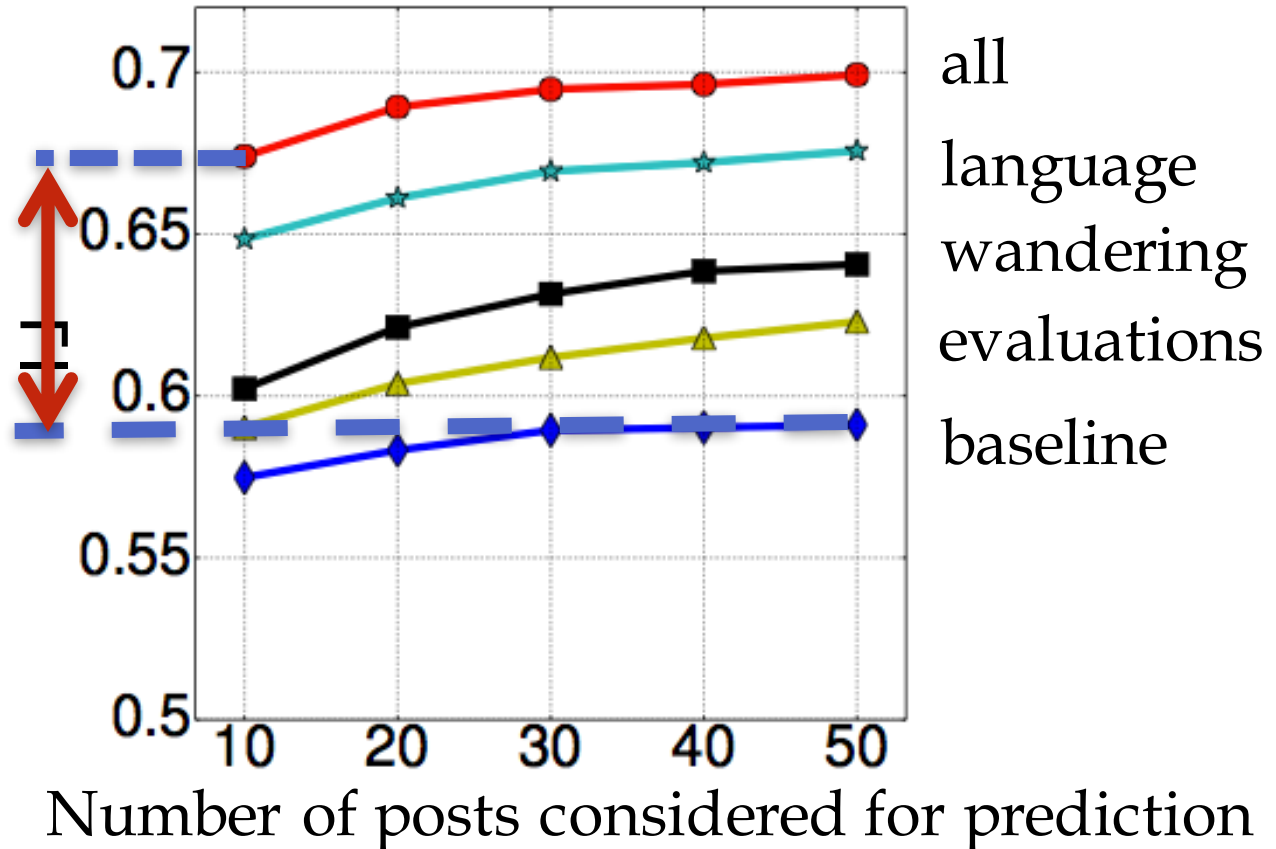 0.7
0.65
0.6
0.55
0.5
10 20 30 40 50
Number of posts considered for prediction
all
language
wandering
evaluations
baseline